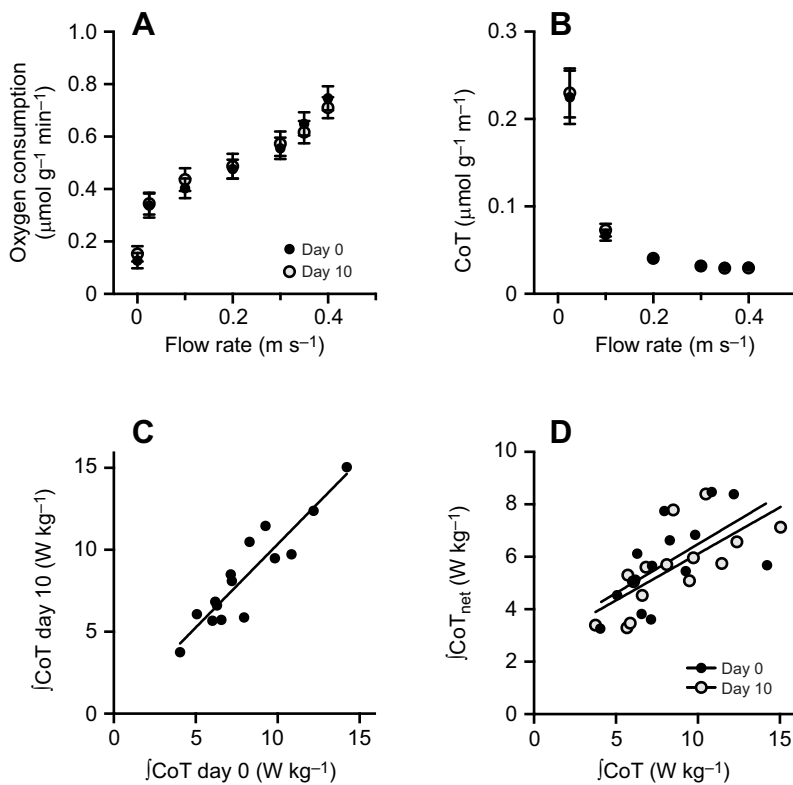 A
1.0
0.8
0.6
0.4
0.2
0
Oxygen consumption
(μmol g⁻¹ min⁻¹)
Day 0
Day 10
0 0.2 0.4
Flow rate (m s⁻¹)
B
0.3
0.2
0.1
0
CoT (μmol g⁻¹ m⁻¹)
0 0.2 0.4
Flow rate (m s⁻¹)
C
15
10
5
0
∫CoT day 10 (W kg⁻¹)
0 5 10 15
∫CoT day 0 (W kg⁻¹)
D
10
8
6
4
2
0
∫CoTnet (W kg⁻¹)
Day 0
Day 10
0 5 10 15
∫CoT (W kg⁻¹)